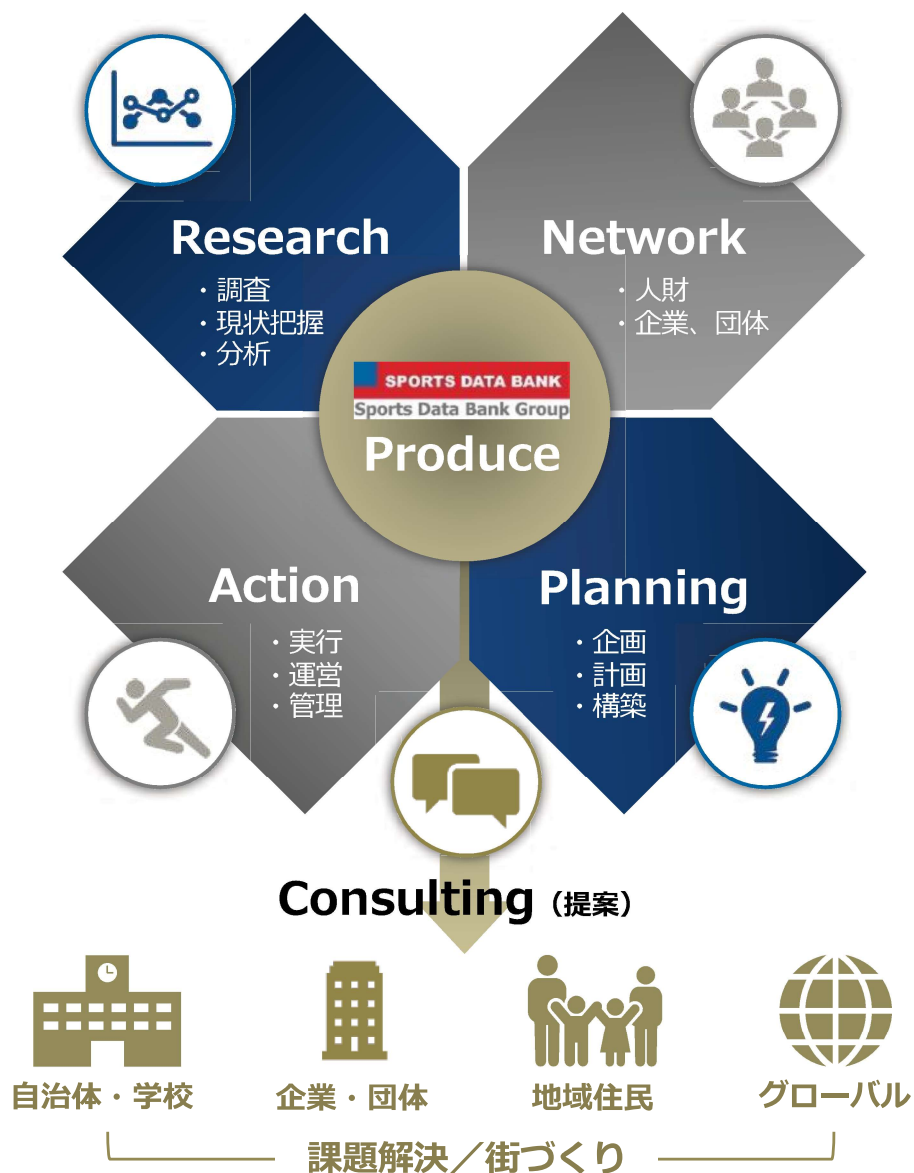 Research
・調査
・現状把握
・分析
Network
・人財
・企業、団体
SPORTS DATA BANK
Sports Data Bank Group
Produce
Action
・実行
・運営
・管理
Planning
・企画
・計画
・構築
Consulting（提案）
自治体・学校
企業・団体
地域住民
グローバル
課題解決／街づくり